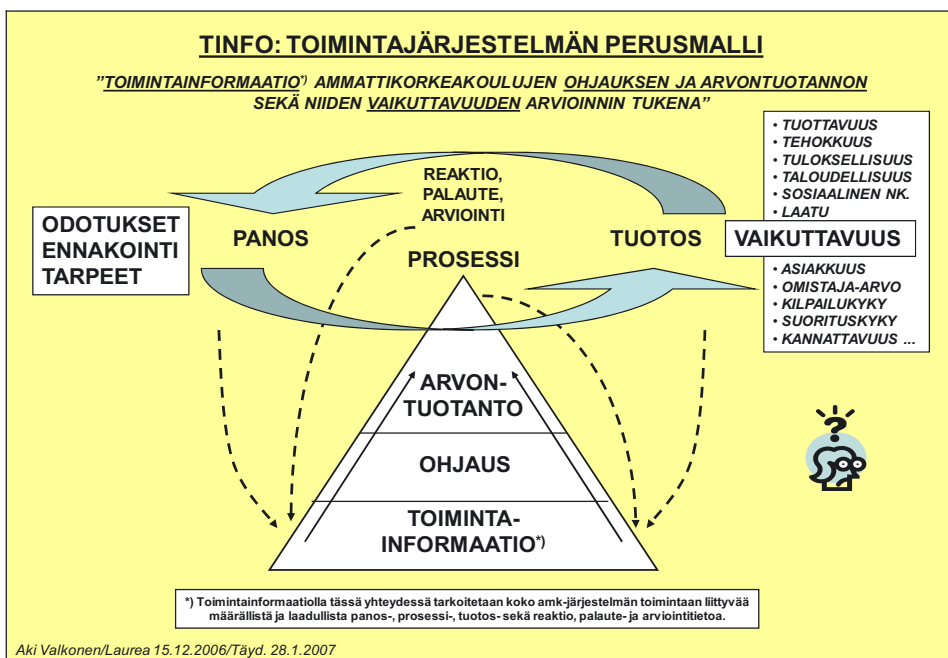 TINFO: TOIMINTAJÄRJESTELMÄN PERUSMALLI
”TOIMINTAINFORMAATIO*) AMMATTIKORKEAKOULUJEN OHJAUKSEN JA ARVONTUOTANNON
SEKÄ NIIDEN VAIKUTTAVUUDEN ARVIOINNIN TUKENA”
• TUOTTAVUUS
• TEHOKKUUS
• TULOKSELLISUUS
• TALOUDELLISUUS
• SOSIAALINEN NK.
• LAATU
REAKTIO,
PALAUTE,
ARVIOINTI
ODOTUKSET
ENNAKOINTI
TARPEET
PANOS
TUOTOS
VAIKUTTAVUUS
PROSESSI
• ASIAKKUUS
• OMISTAJA-ARVO
• KILPAILUKYKY
• SUORITUSKYKY
• KANNATTAVUUS ...
ARVON-
TUOTANTO
?
OHJAUS
TOIMINTA-
INFORMAATIO*)
*) Toimintainformaatiolla tässä yhteydessä tarkoitetaan koko amk-järjestelmän toimintaan liittyvää
määrällistä ja laadullista panos-, prosessi-, tuotos- sekä reaktio, palaute- ja arviointitietoa.
Aki Valkonen/Laurea 15.12.2006/Täyd. 28.1.2007